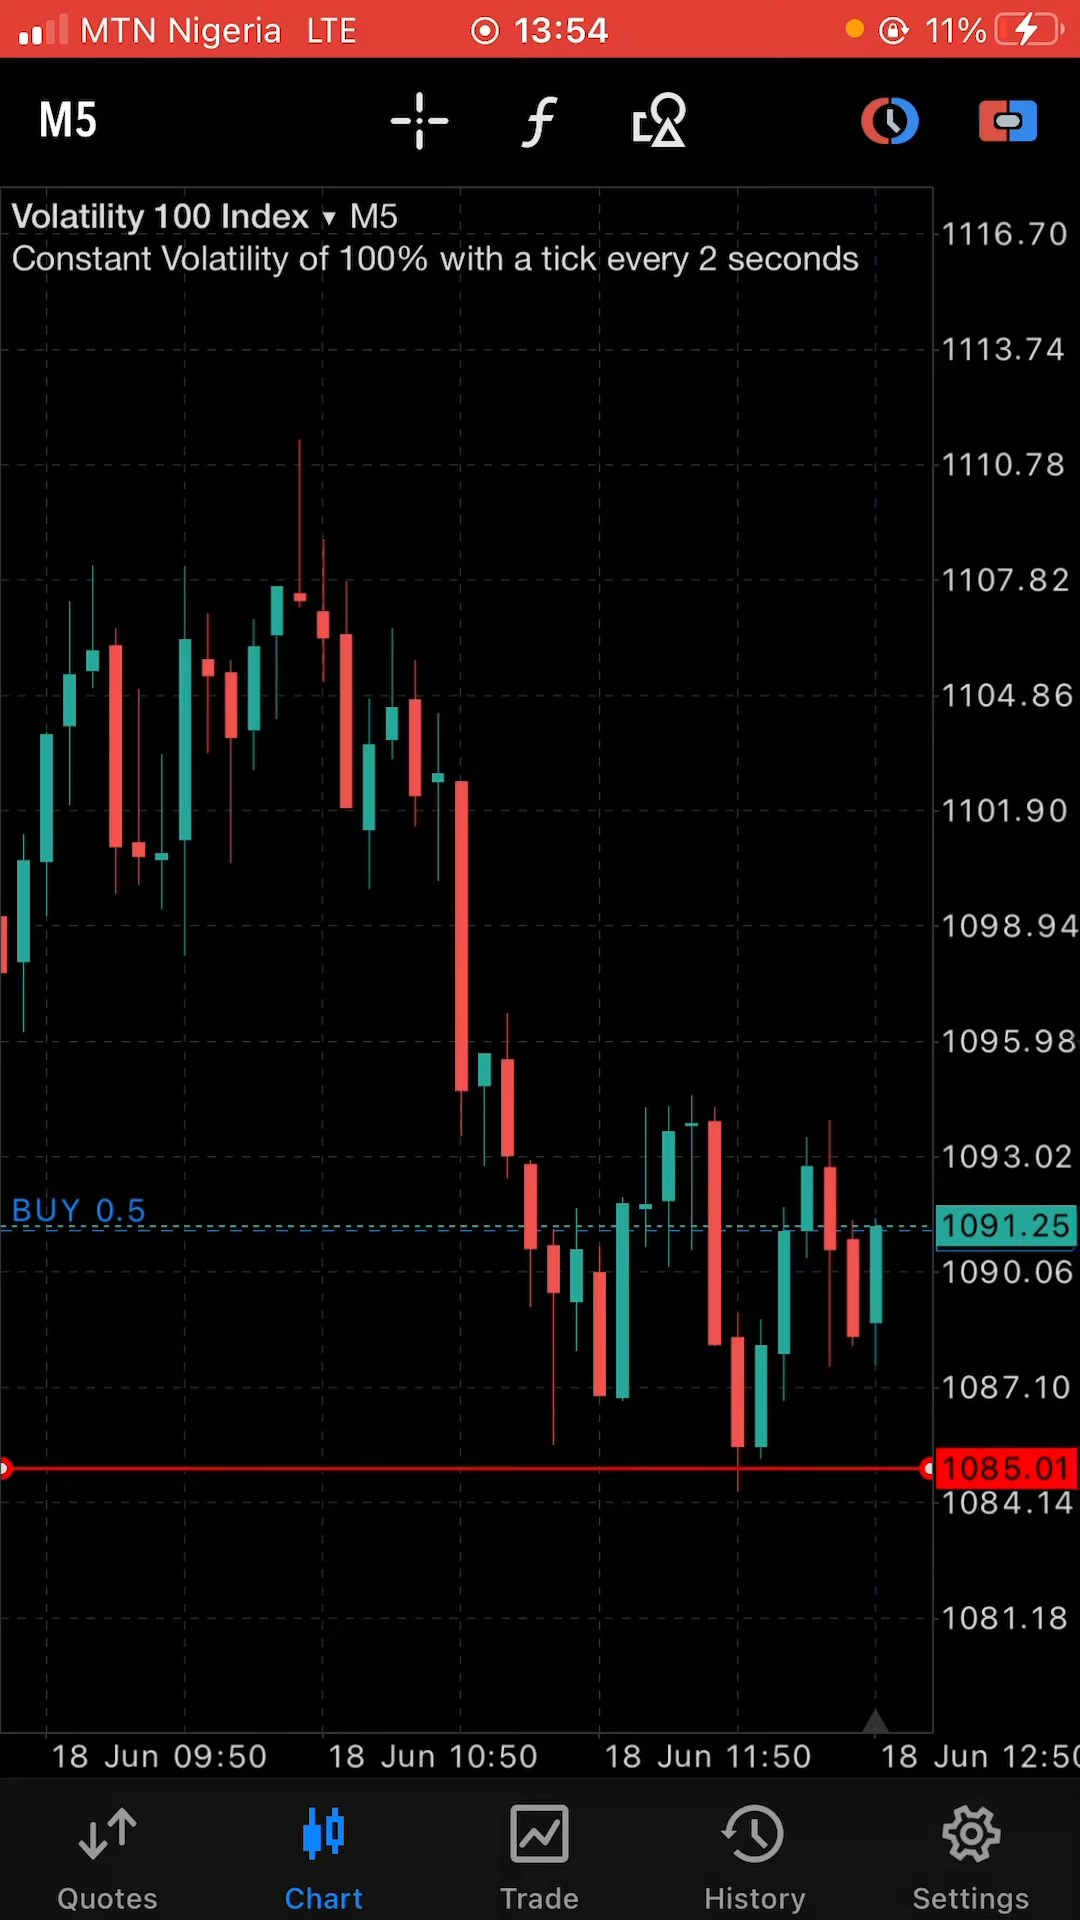 MTN Nigeria LTE 13:54 11%
M5
Volatility 100 Index ▾ M5
Constant Volatility of 100% with a tick every 2 seconds
1116.70
1113.74
1110.78
1107.82
1104.86
1101.90
1098.94
1095.98
1093.02
BUY 0.5
1091.25
1090.06
1087.10
1085.01
1084.14
1081.18
18 Jun 09:50 18 Jun 10:50 18 Jun 11:50 18 Jun 12:50
Quotes Chart Trade History Settings